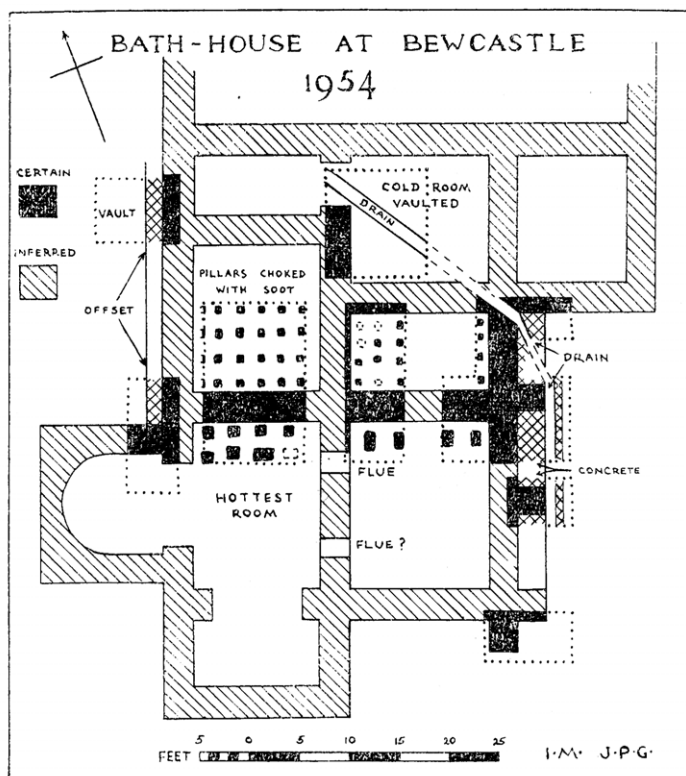 BATH-HOUSE AT BEWCASTLE
1954
CERTAIN
VAULT
COLD ROOM
VAULTED
DRAIN
INFERRED
PILLARS CHOKED
WITH SOOT
OFFSET
DRAIN
CONCRETE
FLUE
HOTTEST
ROOM
FLUE ?
5 0 5 10 15 20 25
FEET
I·M· J·P·G·